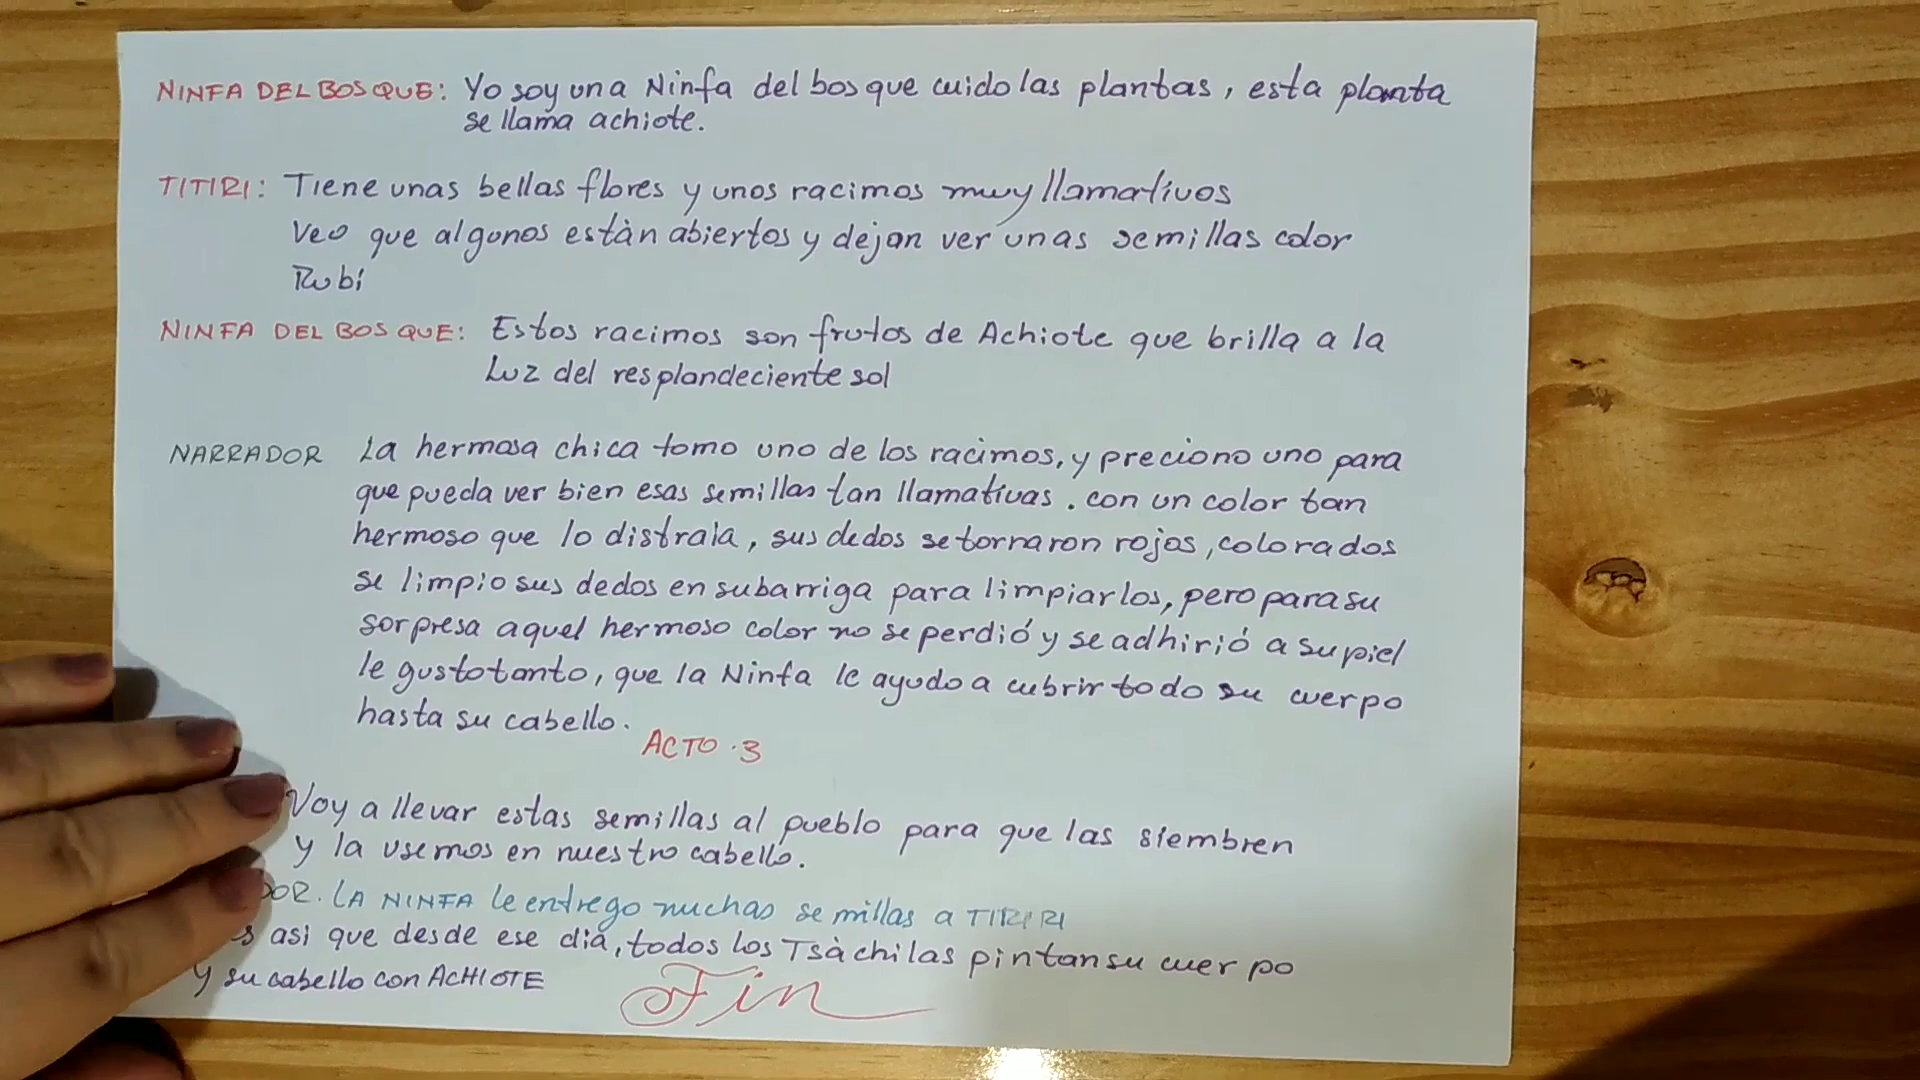 NINFA DEL BOSQUE: Yo soy una Ninfa del bosque cuido las plantas, esta planta
se llama achiote.
TITIRI: Tiene unas bellas flores y unos racimos muy llamativos
Veo que algunos estàn abiertos y dejan ver unas semillas color
Rubí
NINFA DEL BOSQUE: Estos racimos son frutos de Achiote que brilla a la
Luz del resplandeciente sol
NARRADOR La hermosa chica tomo uno de los racimos, y preciono uno para
que pueda ver bien esas semillas tan llamativas. con un color tan
hermoso que lo distraia, sus dedos se tornaron rojos, colorados
se limpio sus dedos en su barriga para limpiarlos, pero para su
sorpresa aquel hermoso color no se perdió y se adhirió a su piel
le gusto tanto, que la Ninfa le ayudo a cubrir todo su cuerpo
hasta su cabello.
ACTO.3
Voy a llevar estas semillas al pueblo para que las siembren
y la usemos en nuestro cabello.
DOR. LA NINFA le entrego muchas semillas a TIRIRI
s asi que desde ese dia, todos los Tsàchilas pintan su cuerpo
y su cabello con ACHIOTE
Fin